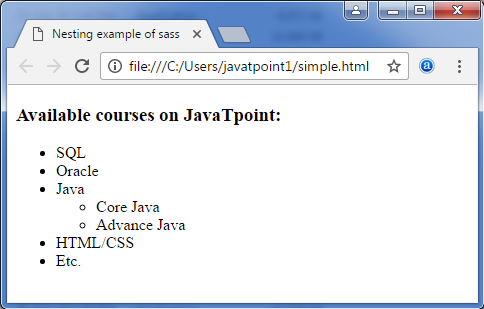 Nesting example of sass
file:///C:/Users/javatpoint1/simple.html
a
Available courses on JavaTpoint:
SQL
Oracle
Java
Core Java
Advance Java
HTML/CSS
Etc.